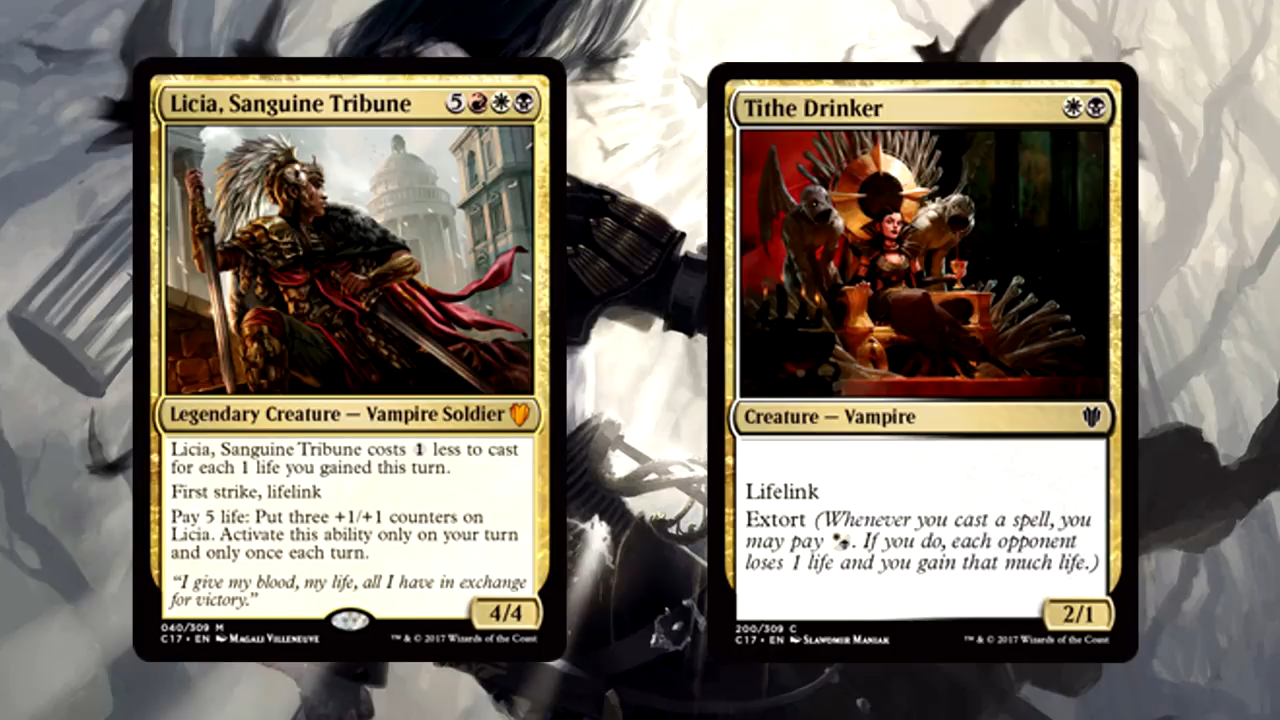 Licia, Sanguine Tribune 5
Legendary Creature — Vampire Soldier
Licia, Sanguine Tribune costs 1 less to cast
for each 1 life you gained this turn.
First strike, lifelink
Pay 5 life: Put three +1/+1 counters on
Licia. Activate this ability only on your turn
and only once each turn.
"I give my blood, my life, all I have in exchange
for victory."
4/4
040/309 M
C17 • EN Magali Villeneuve ™ & © 2017 Wizards of the Coast
Tithe Drinker
Creature — Vampire
Lifelink
Extort (Whenever you cast a spell, you
may pay . If you do, each opponent
loses 1 life and you gain that much life.)
2/1
200/309 C
C17 • EN Slawomir Maniak ™ & © 2017 Wizards of the Coast